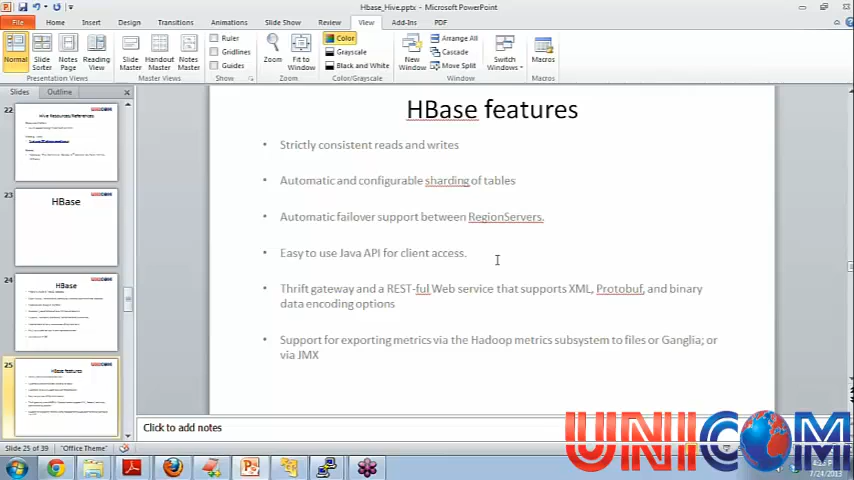 Hbase_Hive.pptx - Microsoft PowerPoint
File Home Insert Design Transitions Animations Slide Show Review View Add-Ins PDF
Normal Slide Sorter Notes Page Reading View
Presentation Views
Slide Master Handout Master Notes Master
Master Views
Ruler
Gridlines
Guides
Show
Zoom Fit to Window
Zoom
Color
Grayscale
Black and White
Color/Grayscale
New Window
Arrange All
Cascade
Move Split
Switch Windows
Window
Macros
Macros
Slides Outline
22
Hive Resources/References
23
HBase
24
HBase
25
HBase features
HBase features
• Strictly consistent reads and writes
• Automatic and configurable sharding of tables
• Automatic failover support between RegionServers.
• Easy to use Java API for client access.
• Thrift gateway and a REST-ful Web service that supports XML, Protobuf, and binary
data encoding options
• Support for exporting metrics via the Hadoop metrics subsystem to files or Ganglia; or
via JMX
Click to add notes
Slide 25 of 39 "Office Theme"
UNICOM
7/24/2013